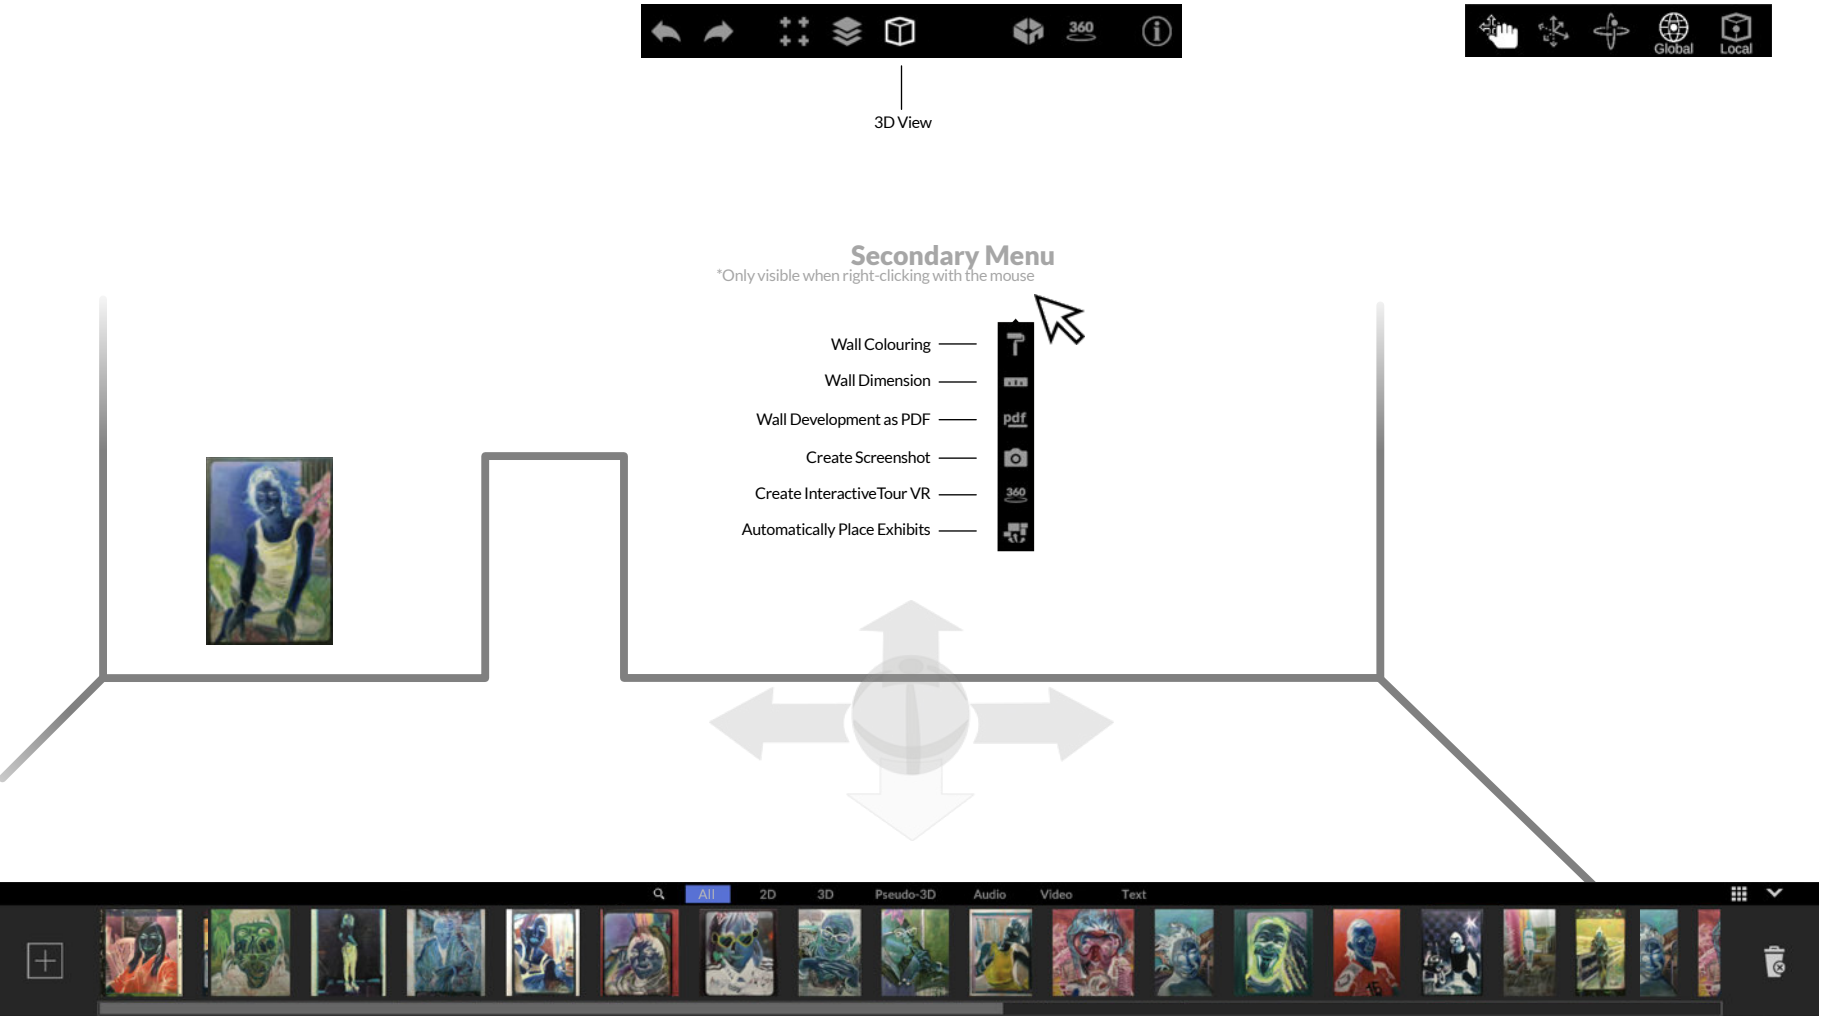 360
Global
Local
3D View
Secondary Menu
*Only visible when right-clicking with the mouse
Wall Colouring
Wall Dimension
Wall Development as PDF
pdf
Create Screenshot
Create InteractiveTour VR
360
Automatically Place Exhibits
All 2D 3D Pseudo-3D Audio Video Text